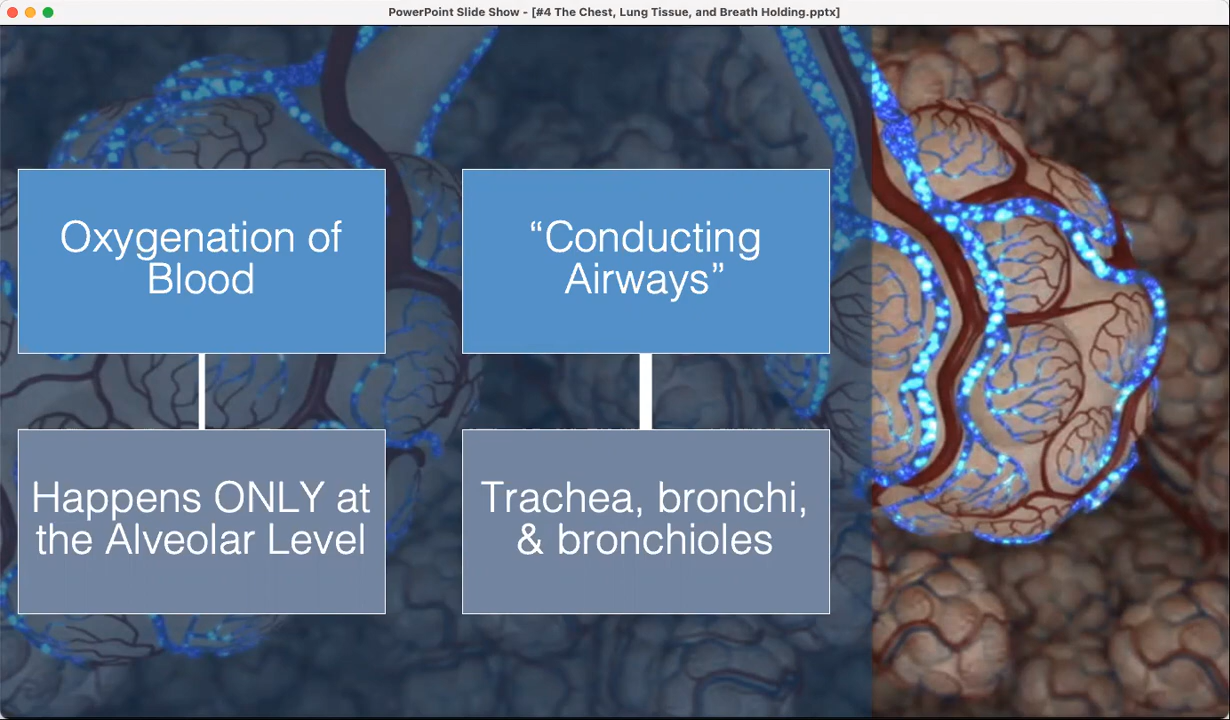 PowerPoint Slide Show - [#4 The Chest, Lung Tissue, and Breath Holding.pptx]
Oxygenation of
Blood
Happens ONLY at
the Alveolar Level
“Conducting
Airways”
Trachea, bronchi,
& bronchioles